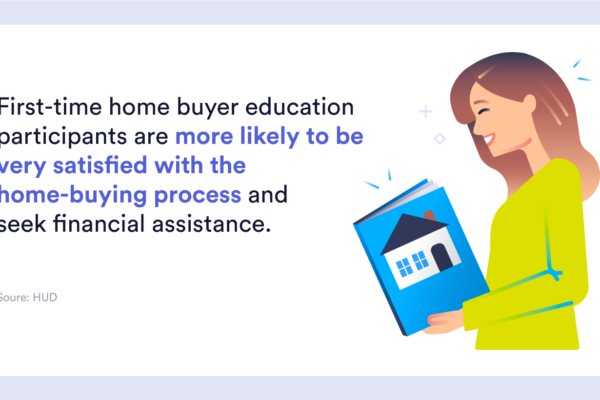 First-time home buyer education
participants are more likely to be
very satisfied with the
home-buying process and
seek financial assistance.
Soure: HUD